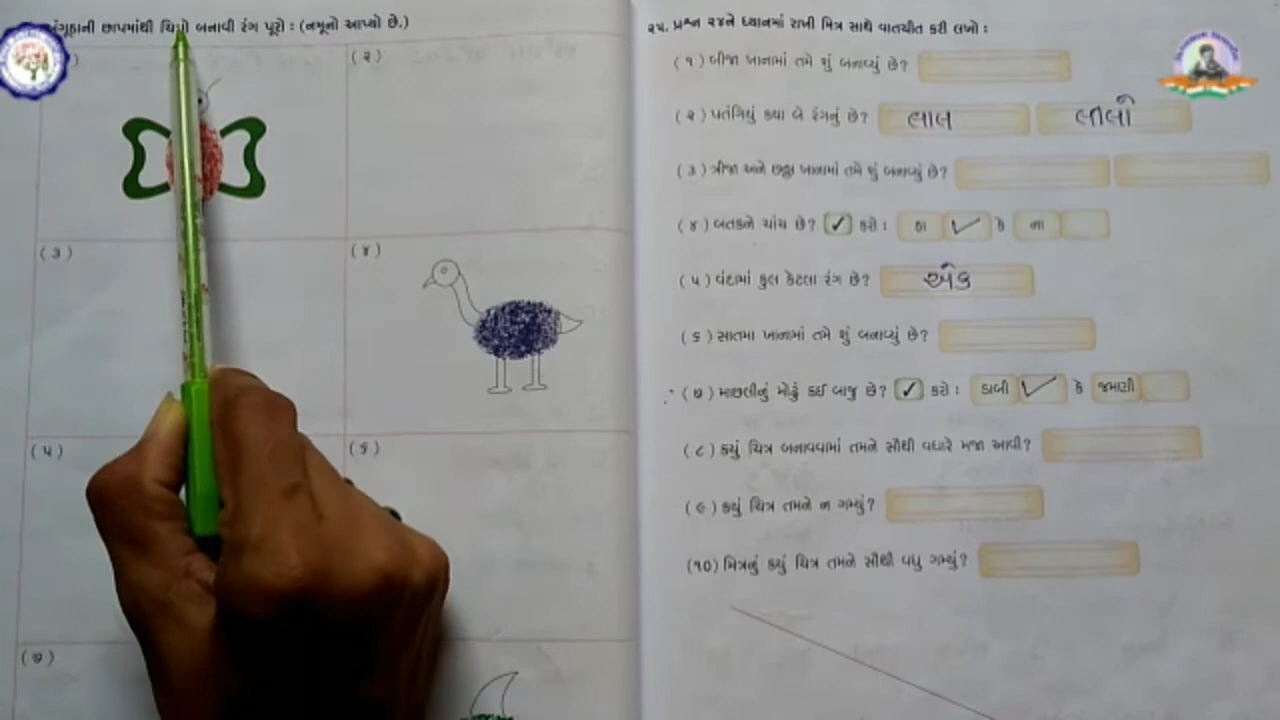 અંગૂઠાની છાપમાંથી ચિત્રો બનાવી રંગ પૂરો : (નમૂનો આપ્યો છે.)
(૨)
(૩)
(૪)
(૫)
(૬)
(૭)
૨૫. પ્રશ્ન ૨૪ને ધ્યાનમાં રાખી મિત્ર સાથે વાતચીત કરી લખો :
(૧) બીજા ખાનામાં તમે શું બનાવ્યું છે?
(૨) પતંગિયું કયા બે રંગનું છે? લાલ લીલો
(૩) ત્રીજા અને છઠ્ઠા ખાનામાં તમે શું બનાવ્યું છે?
(૪) બતકને ચાંચ છે? ✓ કરો : હા ✓ કે ના
(૫) વંદામાં કુલ કેટલા રંગ છે? એક
(૬) સાતમા ખાનામાં તમે શું બનાવ્યું છે?
(૭) માછલીનું મોઢું કઈ બાજુ છે? ✓ કરો : ડાબી ✓ કે જમણી
(૮) કયું ચિત્ર બનાવવામાં તમને સૌથી વધારે મજા આવી?
(૯) કયું ચિત્ર તમને ન ગમ્યું?
(૧૦) મિત્રનું કયું ચિત્ર તમને સૌથી વધુ ગમ્યું?